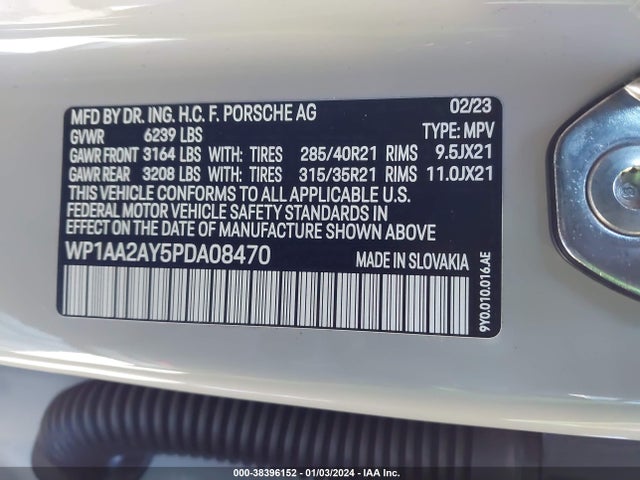 MFD BY DR. ING. H.C. F. PORSCHE AG 02/23
GVWR 6239 LBS TYPE: MPV
GAWR FRONT 3164 LBS WITH: TIRES 285/40R21 RIMS 9.5JX21
GAWR REAR 3208 LBS WITH: TIRES 315/35R21 RIMS 11.0JX21
THIS VEHICLE CONFORMS TO ALL APPLICABLE U.S.
FEDERAL MOTOR VEHICLE SAFETY STANDARDS IN
EFFECT ON THE DATE OF MANUFACTURE SHOWN ABOVE
WP1AA2AY5PDA08470 MADE IN SLOVAKIA
9Y0.010.016.AE
000-38396152 - 01/03/2024 - IAA Inc.